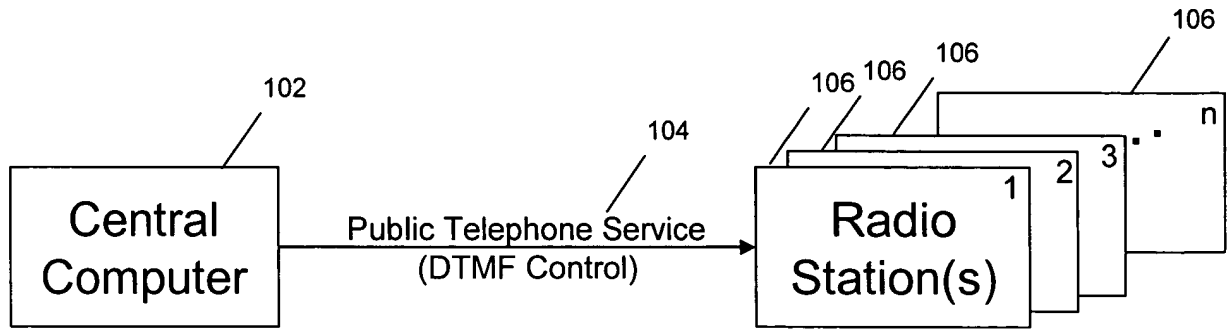 106
106
106
106
102
104
n
3
2
1
Central
Computer
Public Telephone Service
(DTMF Control)
Radio
Station(s)